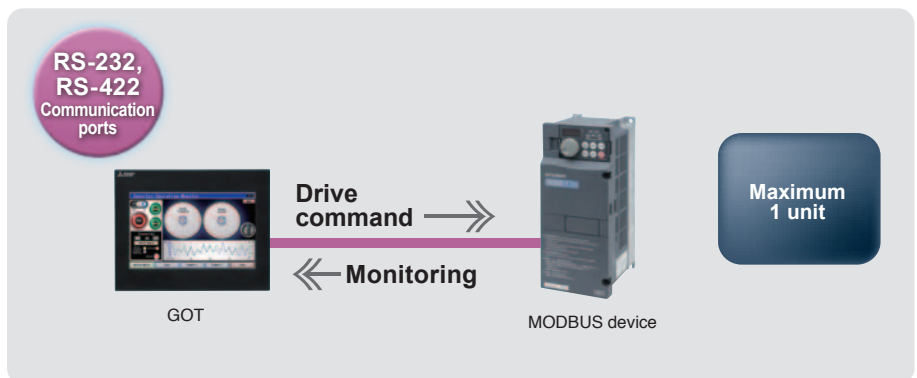 RS-232,
RS-422
Communication
ports
Drive
command
Monitoring
GOT
MODBUS device
Maximum
1 unit